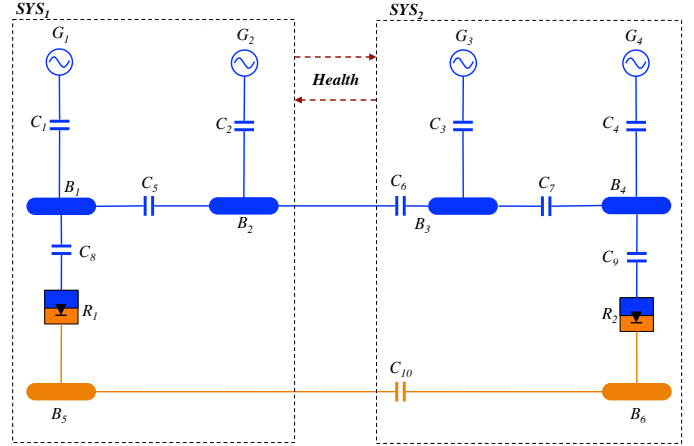 SYS₁
SYS₂
G₁
G₂
G₃
G₄
Health
C₁
C₂
C₃
C₄
B₁
C₅
B₂
C₆
B₃
C₇
B₄
C₈
C₉
R₁
R₂
C₁₀
B₅
B₆